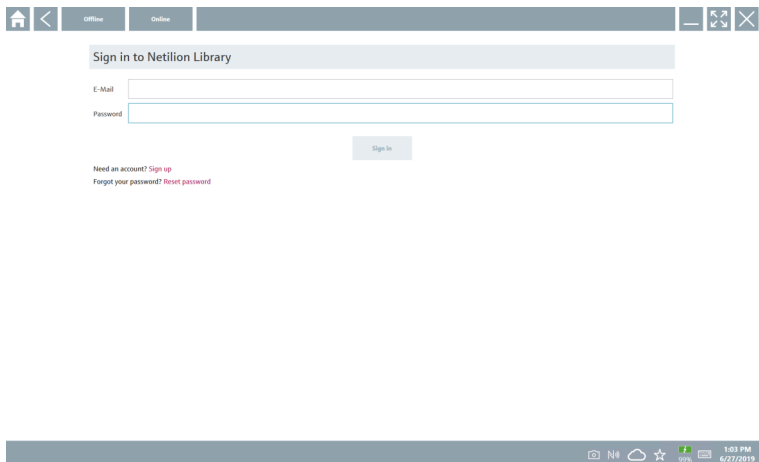 Offline Online
Sign in to Netilion Library
E-Mail
Password
Sign in
Need an account? Sign up
Forgot your password? Reset password
99%
1:03 PM
6/27/2019